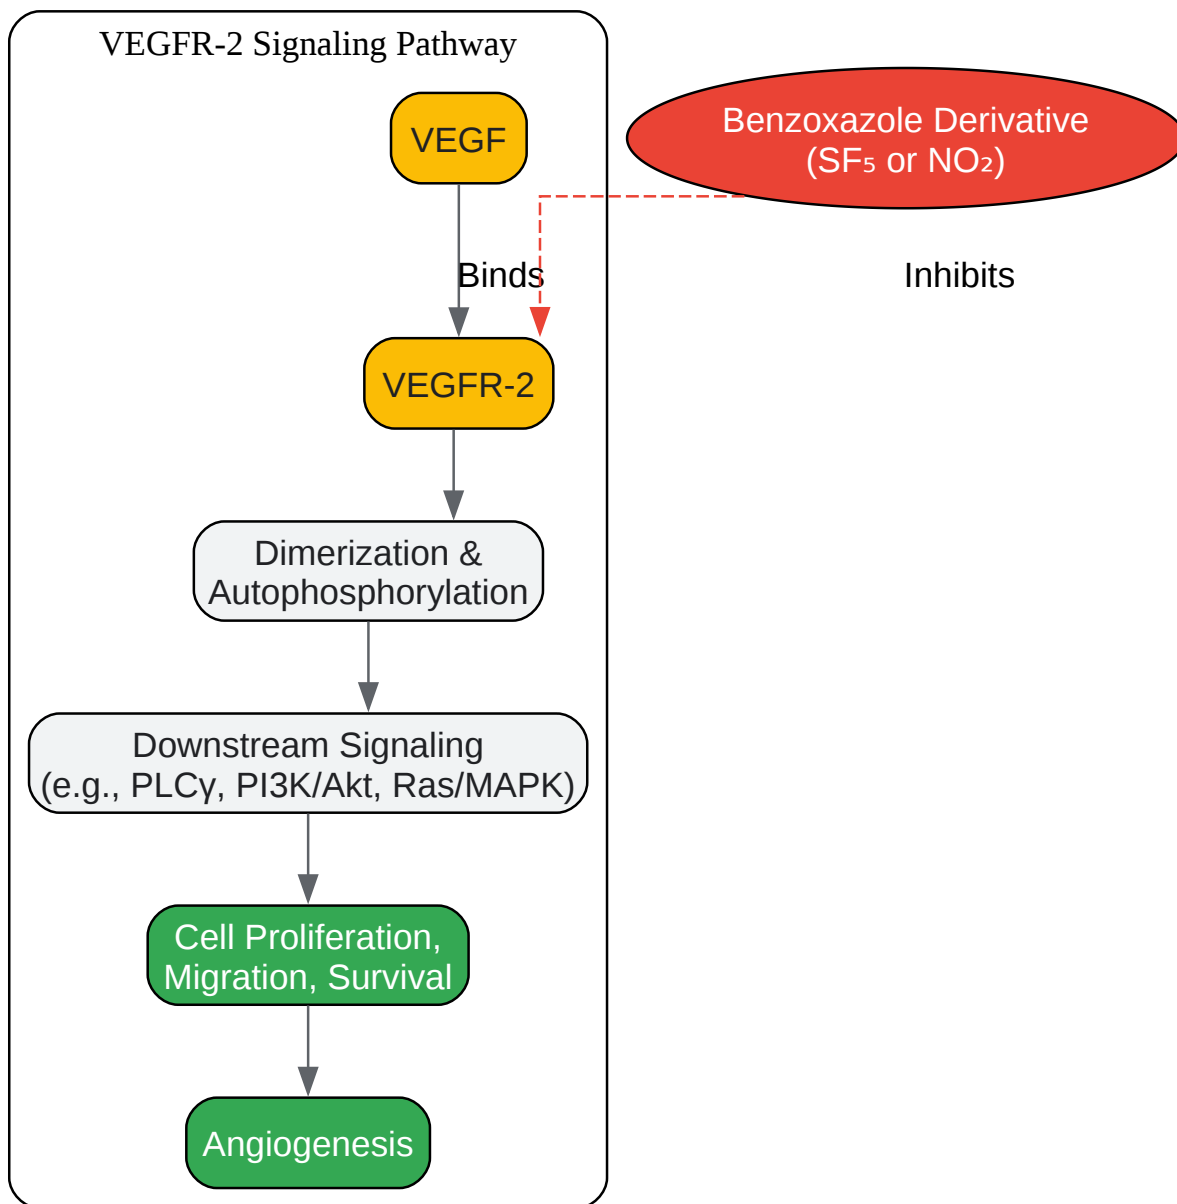 VEGFR-2 Signaling Pathway
VEGF
Benzoxazole Derivative
(SF₅ or NO₂)
Binds
Inhibits
VEGFR-2
Dimerization &
Autophosphorylation
Downstream Signaling
(e.g., PLCγ, PI3K/Akt, Ras/MAPK)
Cell Proliferation,
Migration, Survival
Angiogenesis